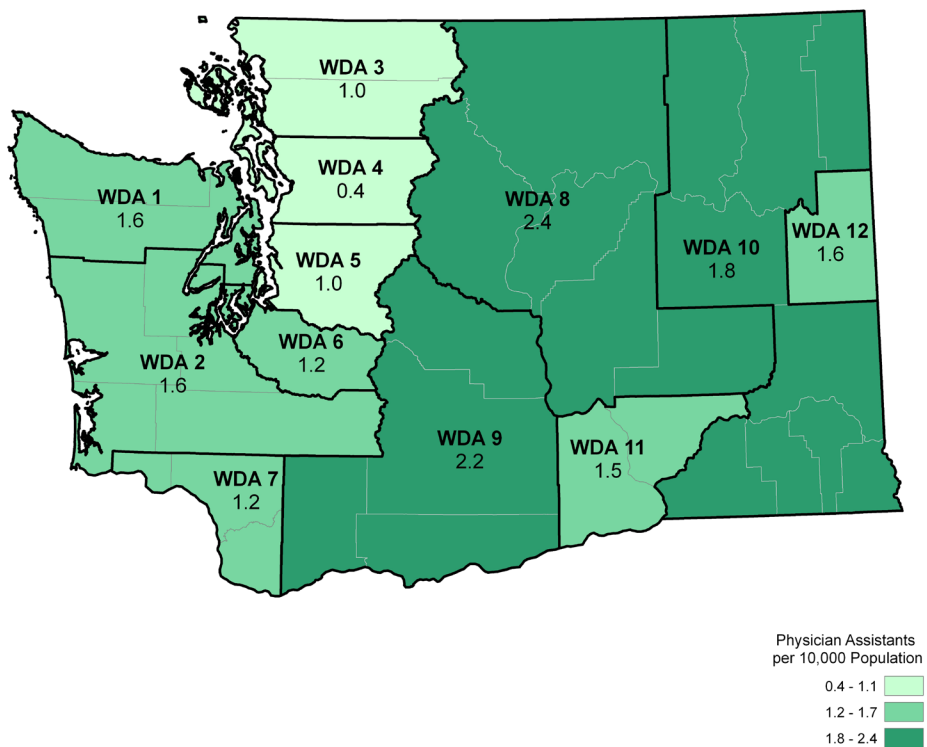 WDA 3
1.0
WDA 4
0.4
WDA 1
1.6
WDA 8
2.4
WDA 5
1.0
WDA 10
1.8
WDA 12
1.6
WDA 6
1.2
WDA 2
1.6
WDA 9
2.2
WDA 11
1.5
WDA 7
1.2
Physician Assistants
per 10,000 Population
0.4 - 1.1
1.2 - 1.7
1.8 - 2.4